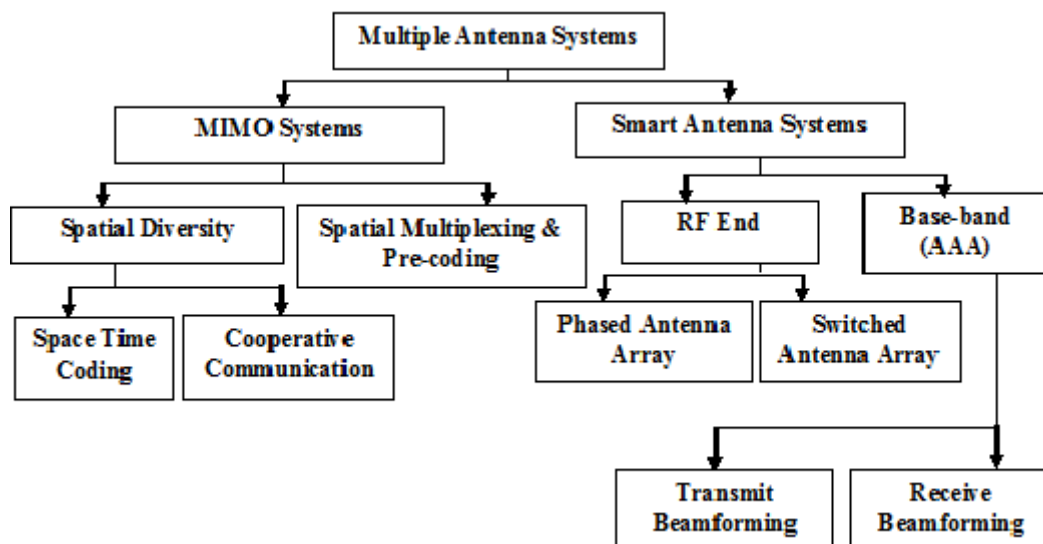 Multiple Antenna Systems
MIMO Systems
Smart Antenna Systems
Spatial Diversity
Spatial Multiplexing &
Pre-coding
RF End
Base-band
(AAA)
Space Time
Coding
Cooperative
Communication
Phased Antenna
Array
Switched
Antenna Array
Transmit
Beamforming
Receive
Beamforming